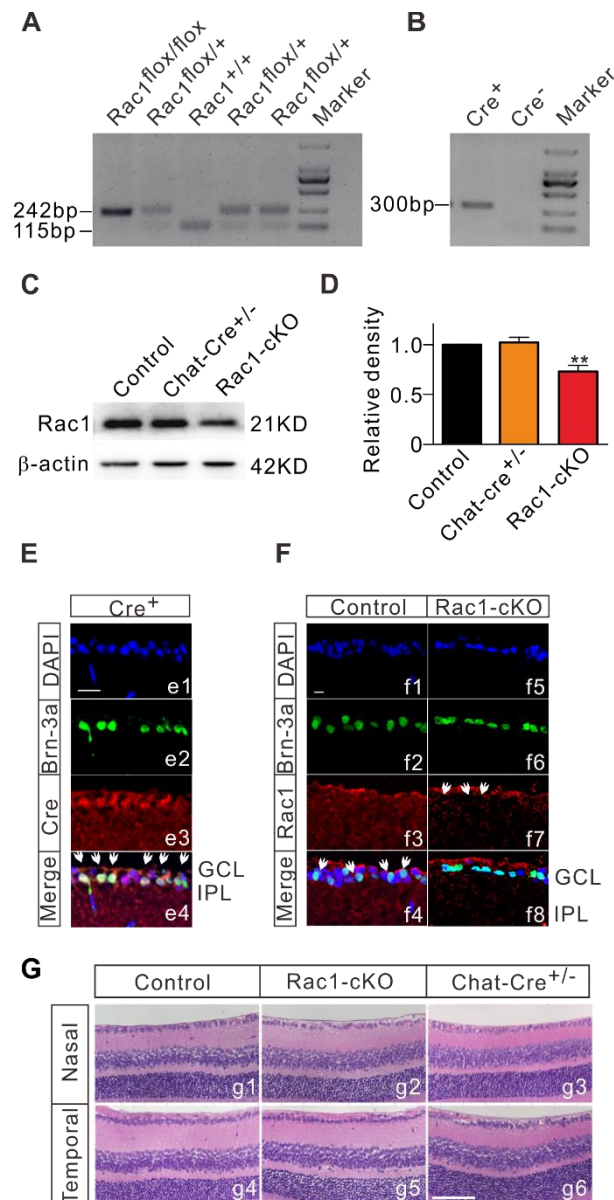 A
Rac1flox/flox
Rac1flox/+
Rac1+/+
Rac1flox/+
Rac1flox/+
Marker
242bp
115bp
B
Cre+
Cre-
Marker
300bp
C
Control
Chat-Cre+/-
Rac1-cKO
Rac1
21KD
β-actin
42KD
D
Relative density
1.0
0.5
0
**
Control
Chat-cre+/-
Rac1-cKO
E
Cre+
DAPI
e1
Brn-3a
e2
Cre
e3
Merge
e4
GCL
IPL
F
Control
Rac1-cKO
DAPI
f1
f5
Brn-3a
f2
f6
Rac1
f3
f7
Merge
f4
f8
GCL
IPL
G
Control
Rac1-cKO
Chat-Cre+/-
Nasal
g1
g2
g3
Temporal
g4
g5
g6